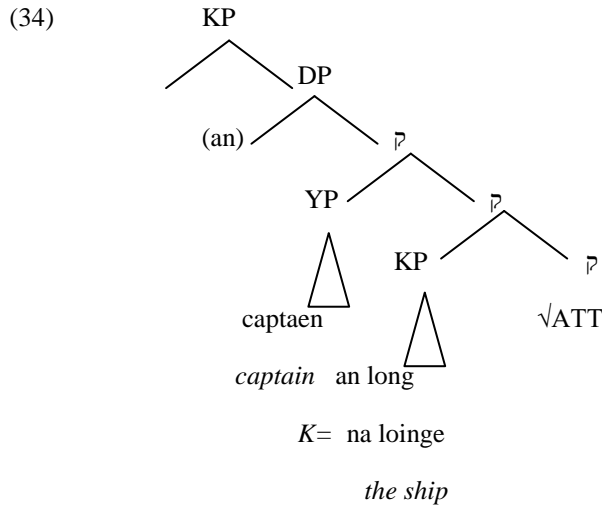 (34) KP
DP
(an) ק
YP ק
KP ק
captaen √ATT
captain an long
K= na loinge
the ship